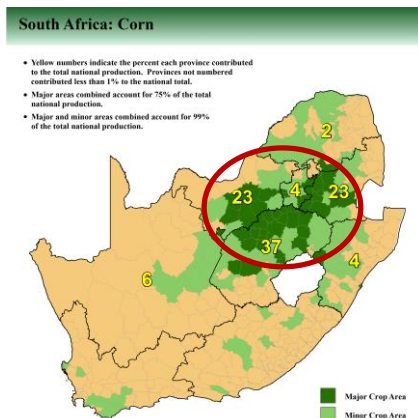 South Africa: Corn
• Yellow numbers indicate the percent each province contributed
to the total national production. Provinces not numbered
contributed less than 1% to the national total.
• Major areas combined account for 75% of the total
national production.
• Major and minor areas combined account for 99%
of the total national production.
2
23
4
23
37
4
6
Major Crop Area
Minor Crop Area